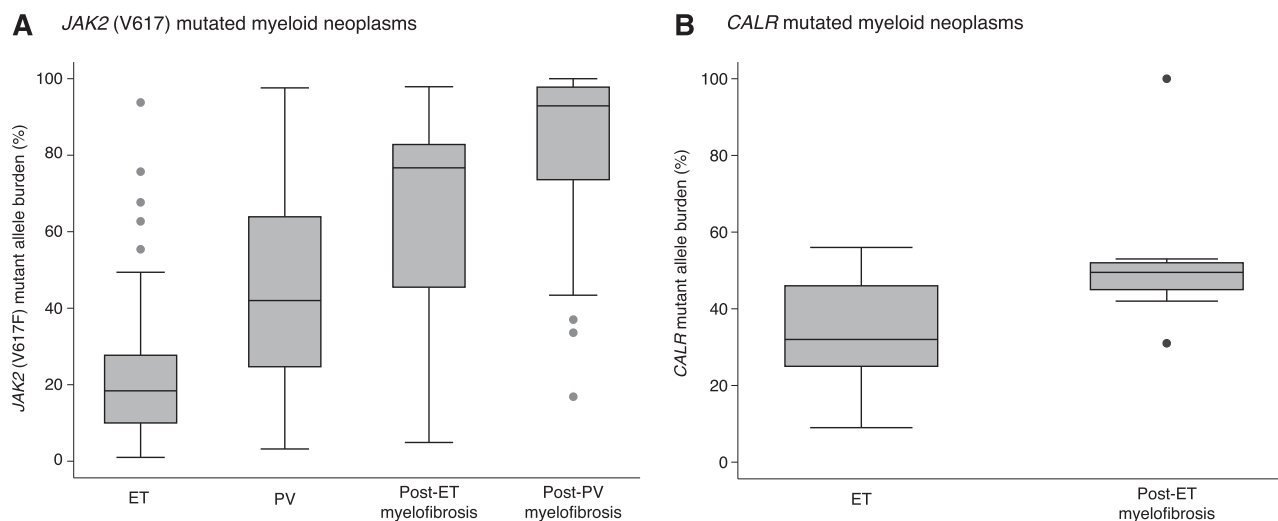 A JAK2 (V617) mutated myeloid neoplasms
JAK2 (V617F) mutant allele burden (%)
100
80
60
40
20
0
ET
PV
Post-ET
myelofibrosis
Post-PV
myelofibrosis
B CALR mutated myeloid neoplasms
CALR mutant allele burden (%)
100
80
60
40
20
0
ET
Post-ET
myelofibrosis